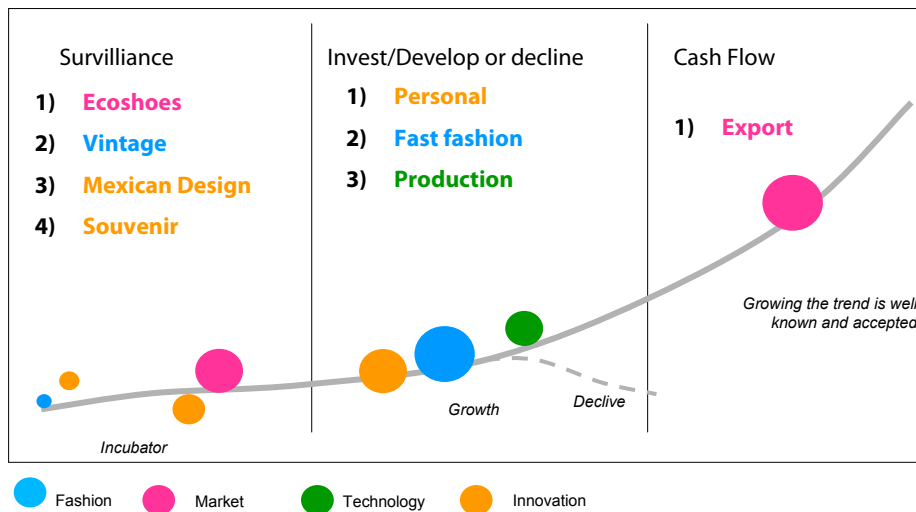 Survilliance
1) Ecoshoes
2) Vintage
3) Mexican Design
4) Souvenir
Incubator
Invest/Develop or decline
1) Personal
2) Fast fashion
3) Production
Growth
Declive
Cash Flow
1) Export
Growing the trend is well
known and accepted
Fashion
Market
Technology
Innovation